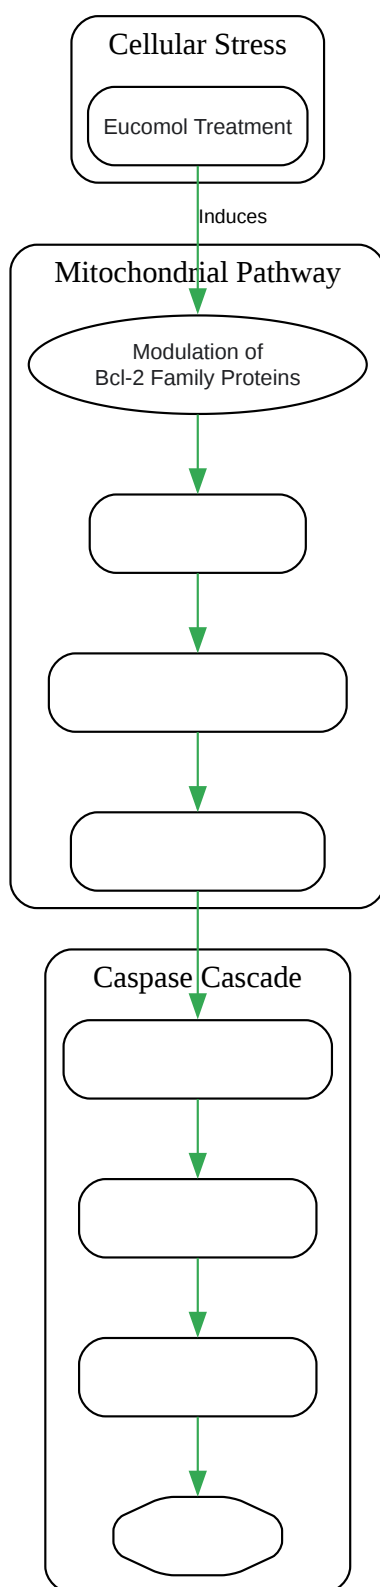 Cellular Stress
Eucomol Treatment
Induces
Mitochondrial Pathway
Modulation of
Bcl-2 Family Proteins
Caspase Cascade